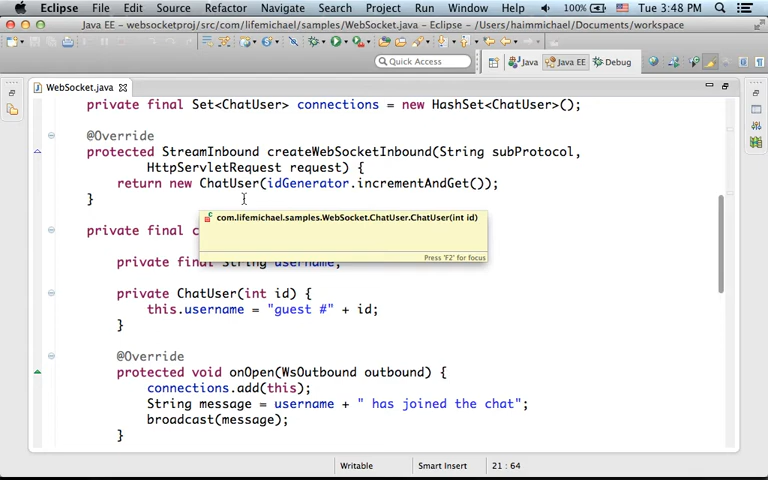 Eclipse File Edit Source Refactor Navigate Search Project Run Window Help 100% Tue 3:48 PM
Java EE - websocketproj/src/com/lifemichael/samples/WebSocket.java - Eclipse - /Users/haimmichael/Documents/workspace
Quick Access Java Java EE Debug
WebSocket.java
private final Set<ChatUser> connections = new HashSet<ChatUser>();
@Override
protected StreamInbound createWebSocketInbound(String subProtocol,
HttpServletRequest request) {
return new ChatUser(idGenerator.incrementAndGet());
}
com.lifemichael.samples.WebSocket.ChatUser.ChatUser(int id)
private final c
Press 'F2' for focus
private final String username;
private ChatUser(int id) {
this.username = "guest #" + id;
}
@Override
protected void onOpen(WsOutbound outbound) {
connections.add(this);
String message = username + " has joined the chat";
broadcast(message);
}
Writable Smart Insert 21 : 64